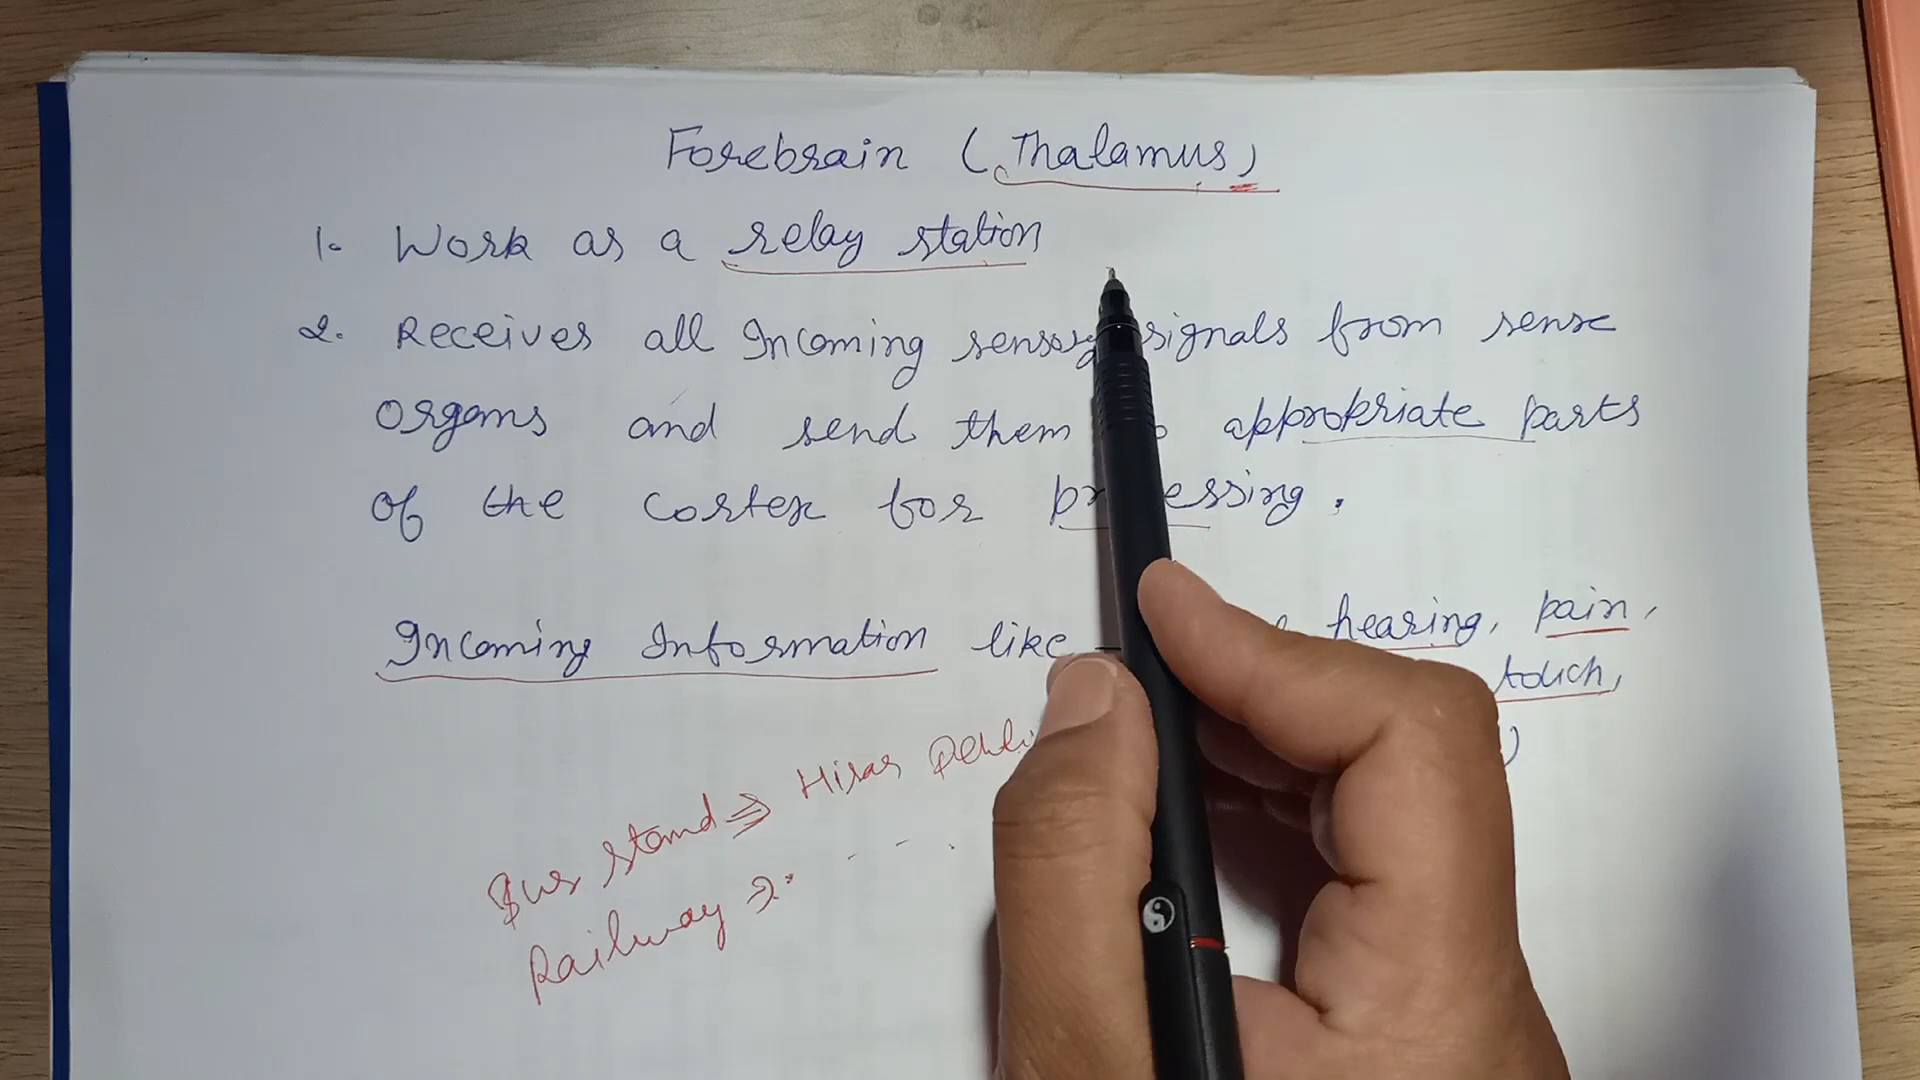 Forebrain (Thalamus)
1. Work as a relay station
2. Receives all Incoming sensory signals from sense
organs and send them appropriate parts
of the cortex for processing.
Incoming Information like - hearing, pain,
touch,
Bus stand ⇒ Hisar
Railway ⇒ - - .